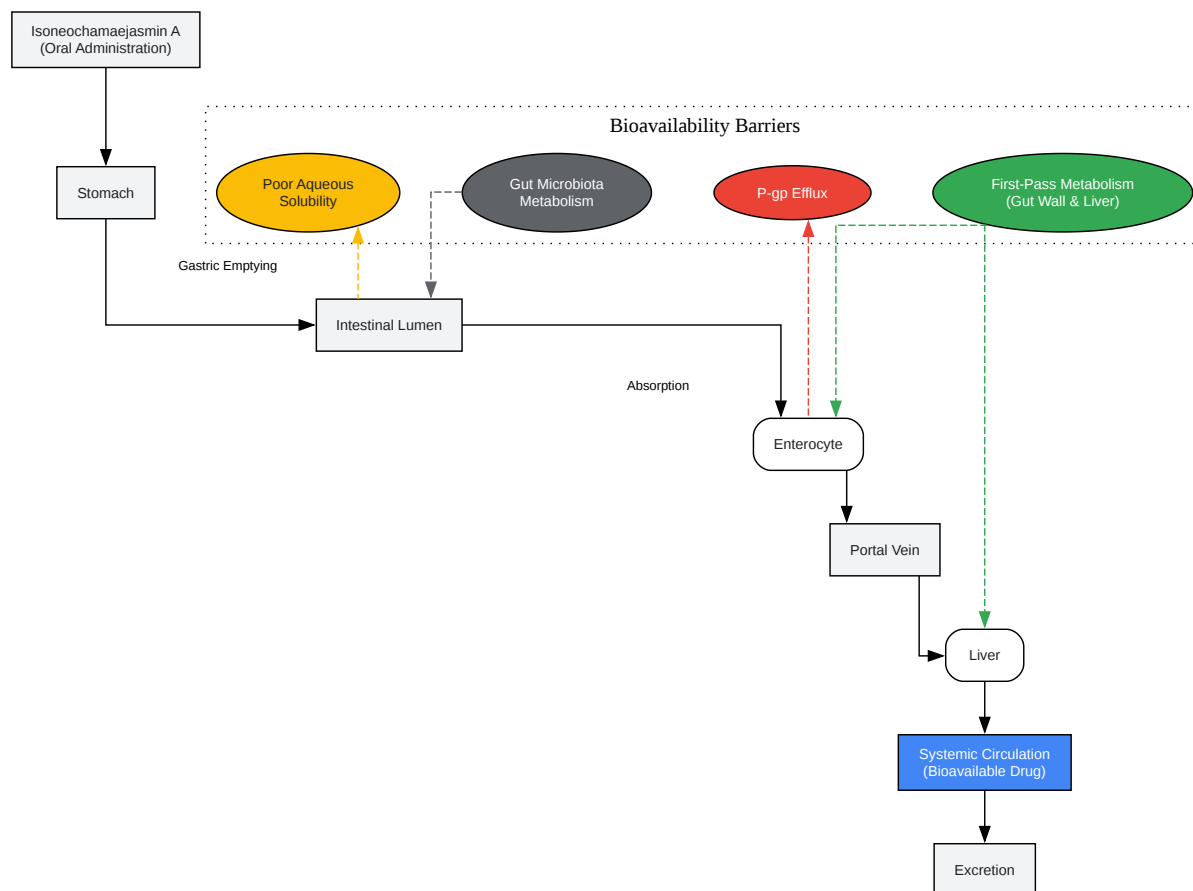 Isoneochamaejasmin A
(Oral Administration)
Bioavailability Barriers
Stomach
Poor Aqueous
Solubility
Gut Microbiota
Metabolism
P-gp Efflux
First-Pass Metabolism
(Gut Wall & Liver)
Gastric Emptying
Intestinal Lumen
Absorption
Enterocyte
Portal Vein
Liver
Systemic Circulation
(Bioavailable Drug)
Excretion